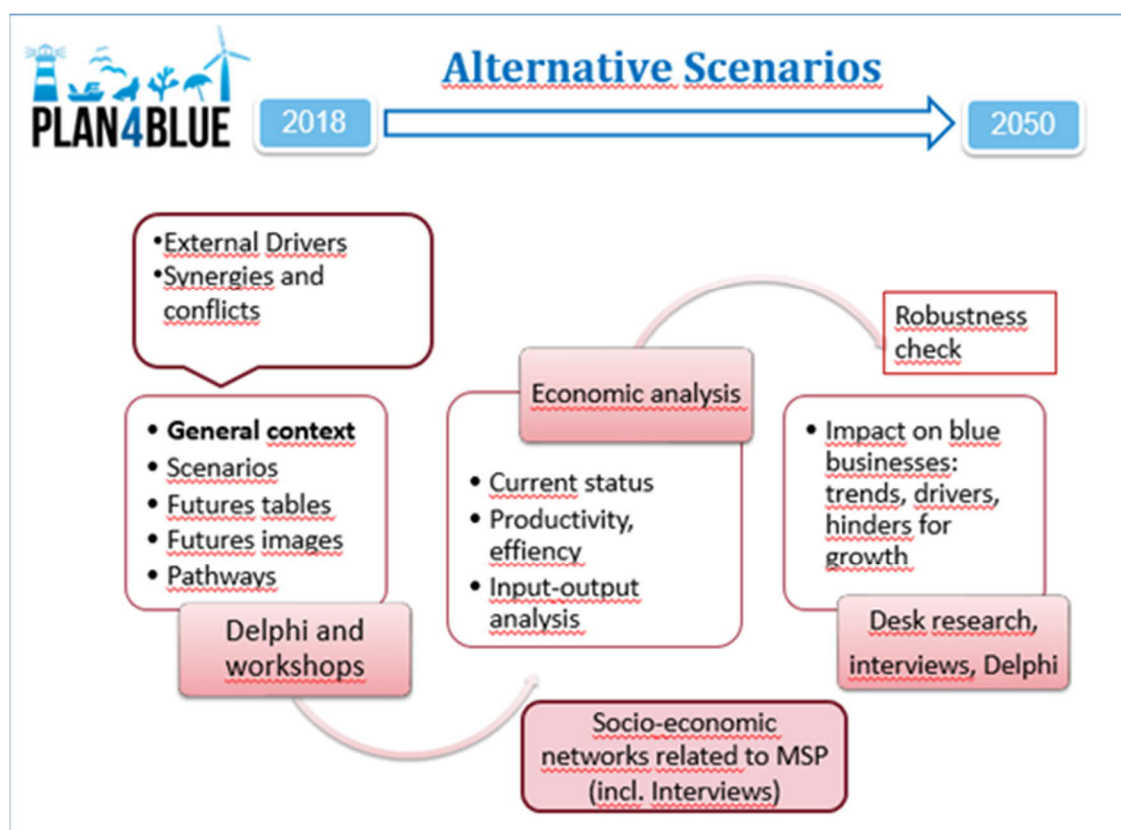 Alternative Scenarios
PLAN4BLUE
2018
2050
•External Drivers
•Synergies and
conflicts
• General context
• Scenarios
• Futures tables
• Futures images
• Pathways
Delphi and
workshops
Economic analysis
• Current status
• Productivity,
effiency
• Input-output
analysis
Socio-economic
networks related to MSP
(incl. Interviews)
Robustness
check
• Impact on blue
businesses:
trends, drivers,
hinders for
growth
Desk research,
interviews, Delphi